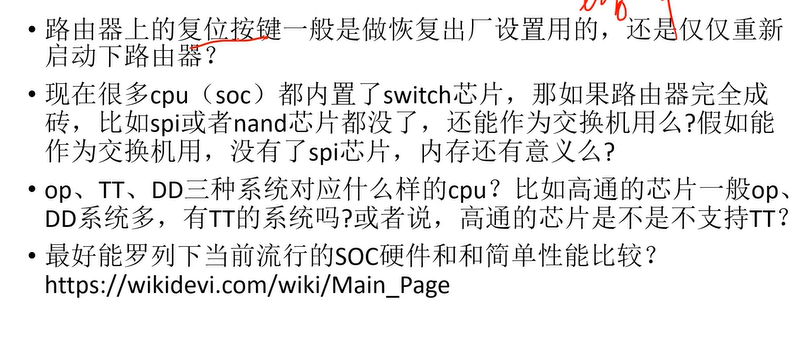 • 路由器上的复位按键一般是做恢复出厂设置用的，还是仅仅重新
启动下路由器？
• 现在很多cpu（soc）都内置了switch芯片，那如果路由器完全成
砖，比如spi或者nand芯片都没了，还能作为交换机用么?假如能
作为交换机用，没有了spi芯片，内存还有意义么?
• op、TT、DD三种系统对应什么样的cpu？比如高通的芯片一般op、
DD系统多，有TT的系统吗?或者说，高通的芯片是不是不支持TT？
• 最好能罗列下当前流行的SOC硬件和和简单性能比较？
https://wikidevi.com/wiki/Main_Page